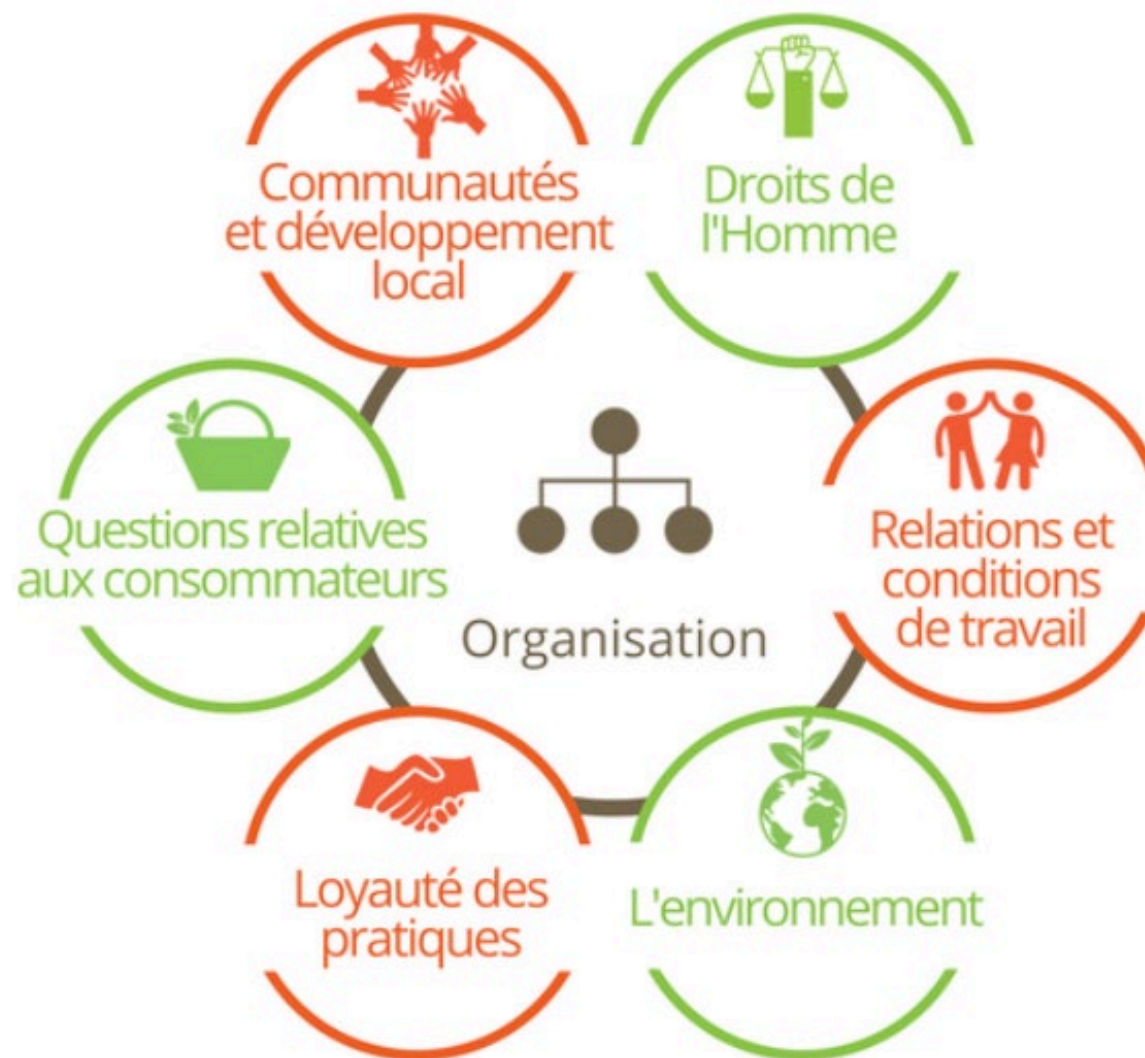 Communautés
et développement
local
Droits de
l'Homme
Questions relatives
aux consommateurs
Organisation
Relations et
conditions
de travail
Loyauté des
pratiques
L'environnement